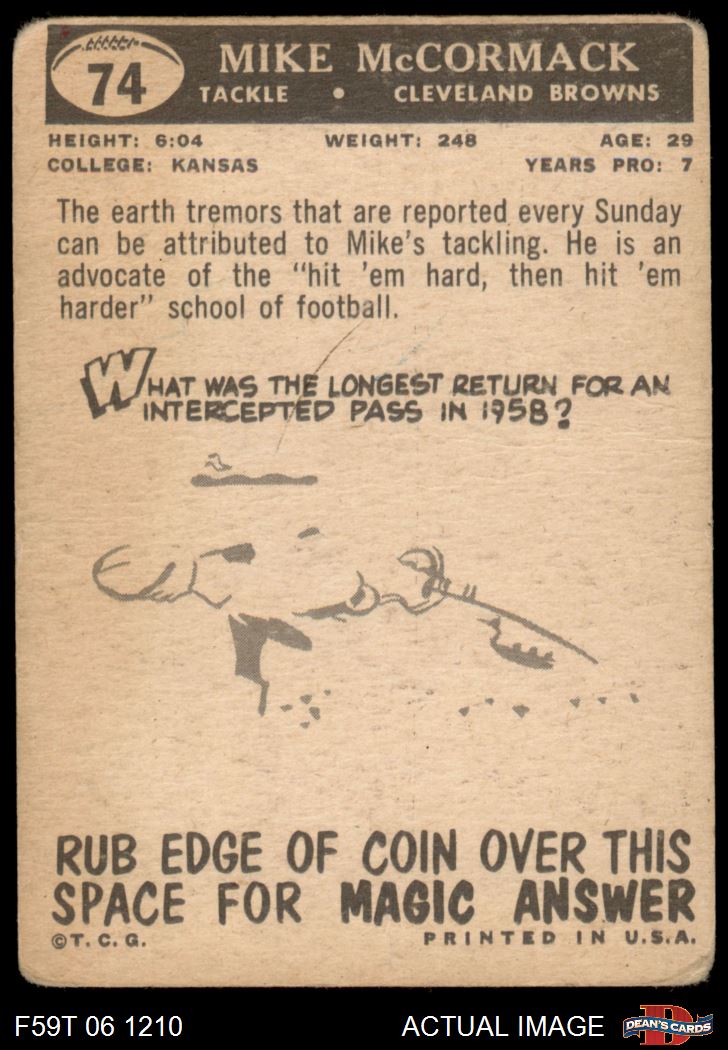 74
MIKE McCORMACK
TACKLE • CLEVELAND BROWNS
HEIGHT: 6:04 WEIGHT: 248 AGE: 29
COLLEGE: KANSAS YEARS PRO: 7
The earth tremors that are reported every Sunday
can be attributed to Mike's tackling. He is an
advocate of the "hit 'em hard, then hit 'em
harder" school of football.
WHAT WAS THE LONGEST RETURN FOR AN
INTERCEPTED PASS IN 1958?
RUB EDGE OF COIN OVER THIS
SPACE FOR MAGIC ANSWER
©T. C. G. PRINTED IN U.S.A.
F59T 06 1210 ACTUAL IMAGE D DEAN'S CARDS